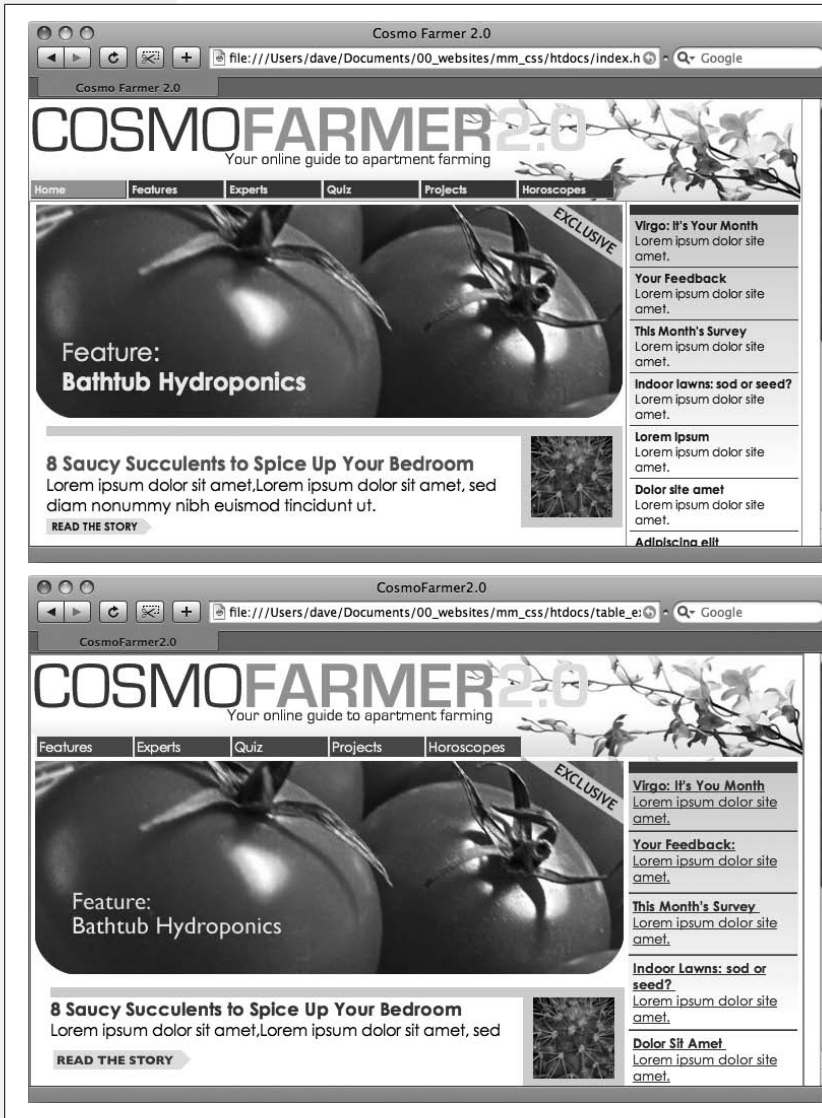 Cosmo Farmer 2.0
file:///Users/dave/Documents/00_websites/mm_css/htdocs/index.h
Google
Cosmo Farmer 2.0
COSMOFARMER2.0
Your online guide to apartment farming
Home Features Experts Quiz Projects Horoscopes
EXCLUSIVE
Feature:
Bathtub Hydroponics
8 Saucy Succulents to Spice Up Your Bedroom
Lorem ipsum dolor sit amet,Lorem ipsum dolor sit amet, sed
diam nonummy nibh euismod tincidunt ut.
READ THE STORY
Virgo: It's Your Month
Lorem ipsum dolor site
amet.
Your Feedback
Lorem ipsum dolor site
amet.
This Month's Survey
Lorem ipsum dolor site
amet.
Indoor lawns: sod or seed?
Lorem ipsum dolor site
amet.
Lorem Ipsum
Lorem ipsum dolor site
amet.
Dolor site amet
Lorem ipsum dolor site
amet.
Adipiscing elit
CosmoFarmer2.0
file:///Users/dave/Documents/00_websites/mm_css/htdocs/table_e
Google
CosmoFarmer2.0
COSMOFARMER2.0
Your online guide to apartment farming
Features Experts Quiz Projects Horoscopes
EXCLUSIVE
Feature:
Bathtub Hydroponics
8 Saucy Succulents to Spice Up Your Bedroom
Lorem ipsum dolor sit amet,Lorem ipsum dolor sit amet, sed
READ THE STORY
Virgo: It's You Month
Lorem ipsum dolor site
amet.
Your Feedback:
Lorem ipsum dolor site
amet.
This Month's Survey
Lorem ipsum dolor site
amet.
Indoor Lawns: sod or
seed?
Lorem ipsum dolor site
amet.
Dolor Sit Amet
Lorem ipsum dolor site
amet.